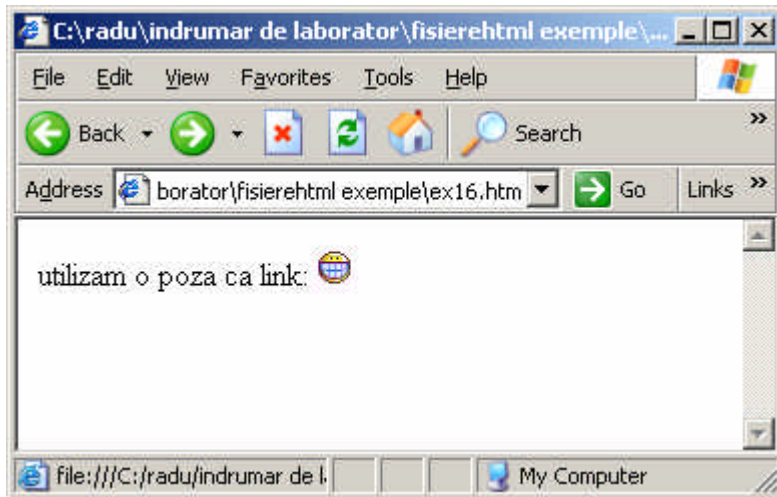 C:\radu\indrumar de laborator\fisierehtml exemple\...
File Edit View Favorites Tools Help
Back Search »
Address borator\fisierehtml exemple\ex16.htm Go Links »
utilizam o poza ca link:
file:///C:/radu/indrumar de l My Computer